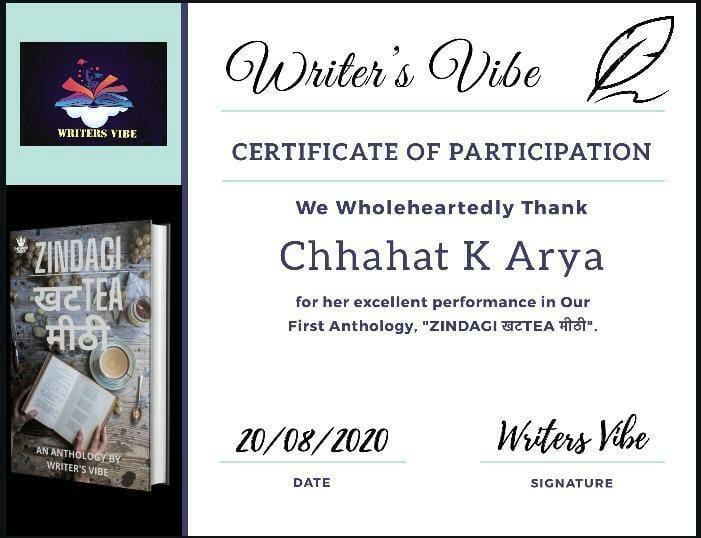 WRITERS VIBE
Writer's Vibe
CERTIFICATE OF PARTICIPATION
We Wholeheartedly Thank
Chhahat K Arya
for her excellent performance in Our
First Anthology, "ZINDAGI खटTEA मीठी".
ZINDAGI
खटTEA
मीठी
AN ANTHOLOGY BY
WRITER'S VIBE
20/08/2020
DATE
Writers Vibe
SIGNATURE